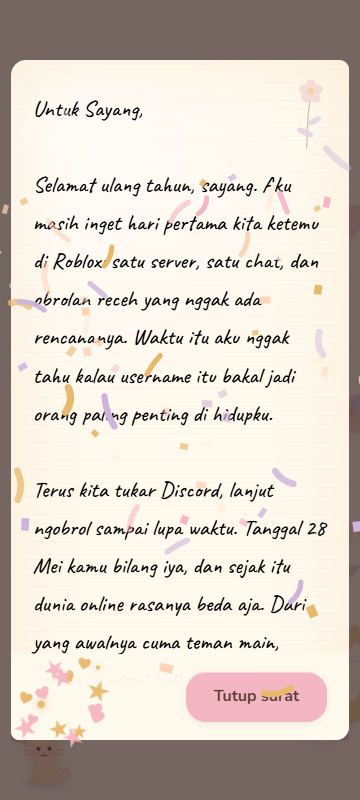 Untuk Sayang,
Selamat ulang tahun, sayang. Aku
masih inget hari pertama kita ketemu
di Roblox, satu server, satu chat, dan
obrolan receh yang nggak ada
rencananya. Waktu itu aku nggak
tahu kalau username itu bakal jadi
orang paling penting di hidupku.
Terus kita tukar Discord, lanjut
ngobrol sampai lupa waktu. Tanggal 28
Mei kamu bilang iya, dan sejak itu
dunia online rasanya beda aja. Dari
yang awalnya cuma teman main,
Tutup surat